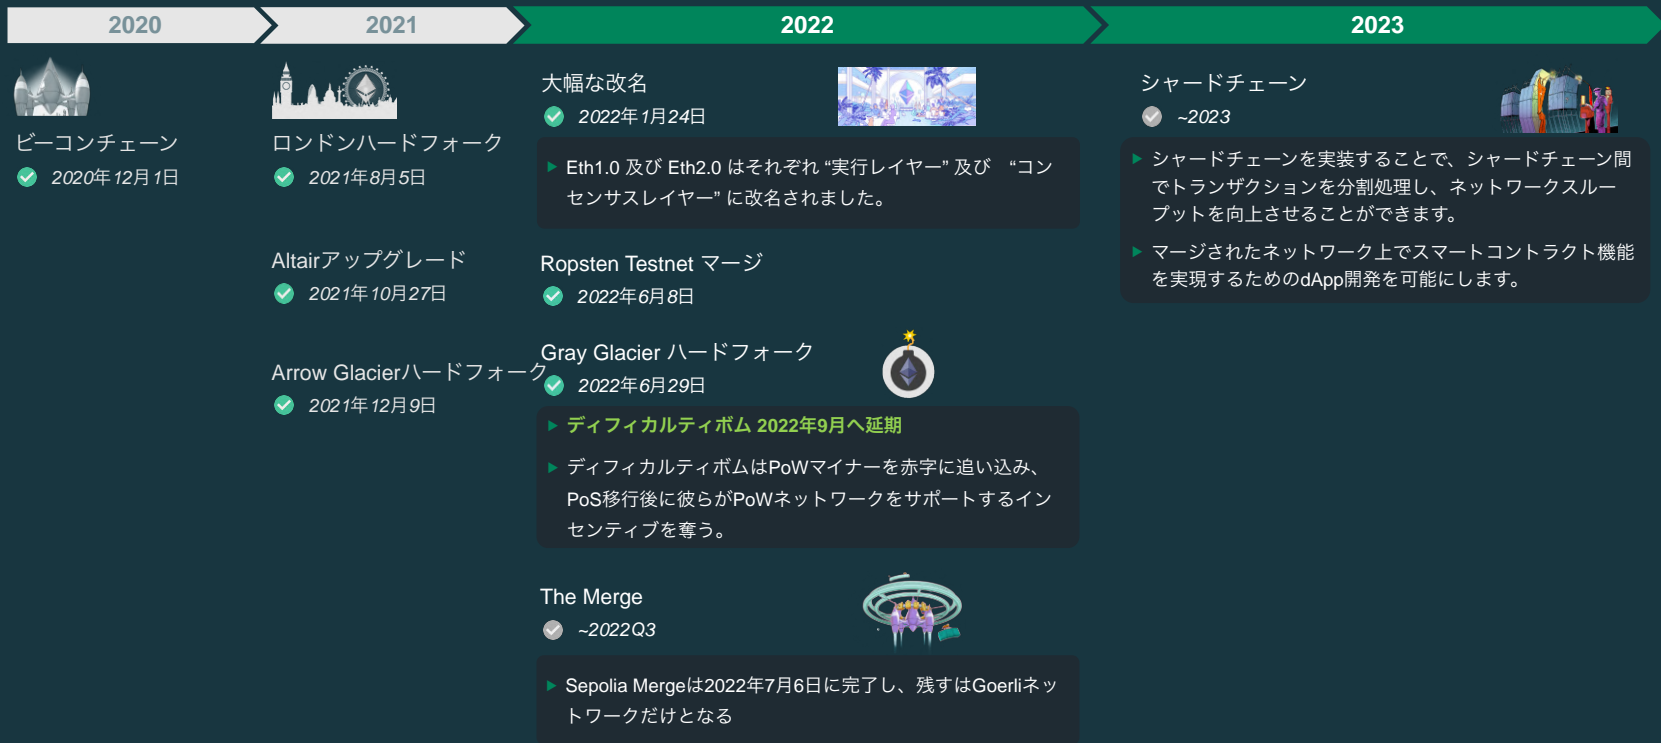 2020
2021
2022
2023
ビーコンチェーン
2020年12月1日
ロンドンハードフォーク
2021年8月5日
Altairアップグレード
2021年10月27日
Arrow Glacierハードフォーク
2021年12月9日
大幅な改名
2022年1月24日
Eth1.0 及び Eth2.0 はそれぞれ “実行レイヤー” 及び “コン
センサスレイヤー” に改名されました。
Ropsten Testnet マージ
2022年6月8日
Gray Glacier ハードフォーク
2022年6月29日
ディフィカルティボム 2022年9月へ延期
ディフィカルティボムはPoWマイナーを赤字に追い込み、
PoS移行後に彼らがPoWネットワークをサポートするイン
センティブを奪う。
The Merge
~2022Q3
Sepolia Mergeは2022年7月6日に完了し、残すはGoerliネッ
トワークだけとなる
シャードチェーン
~2023
シャードチェーンを実装することで、シャードチェーン間
でトランザクションを分割処理し、ネットワークスルー
プットを向上させることができます。
マージされたネットワーク上でスマートコントラクト機能
を実現するためのdApp開発を可能にします。